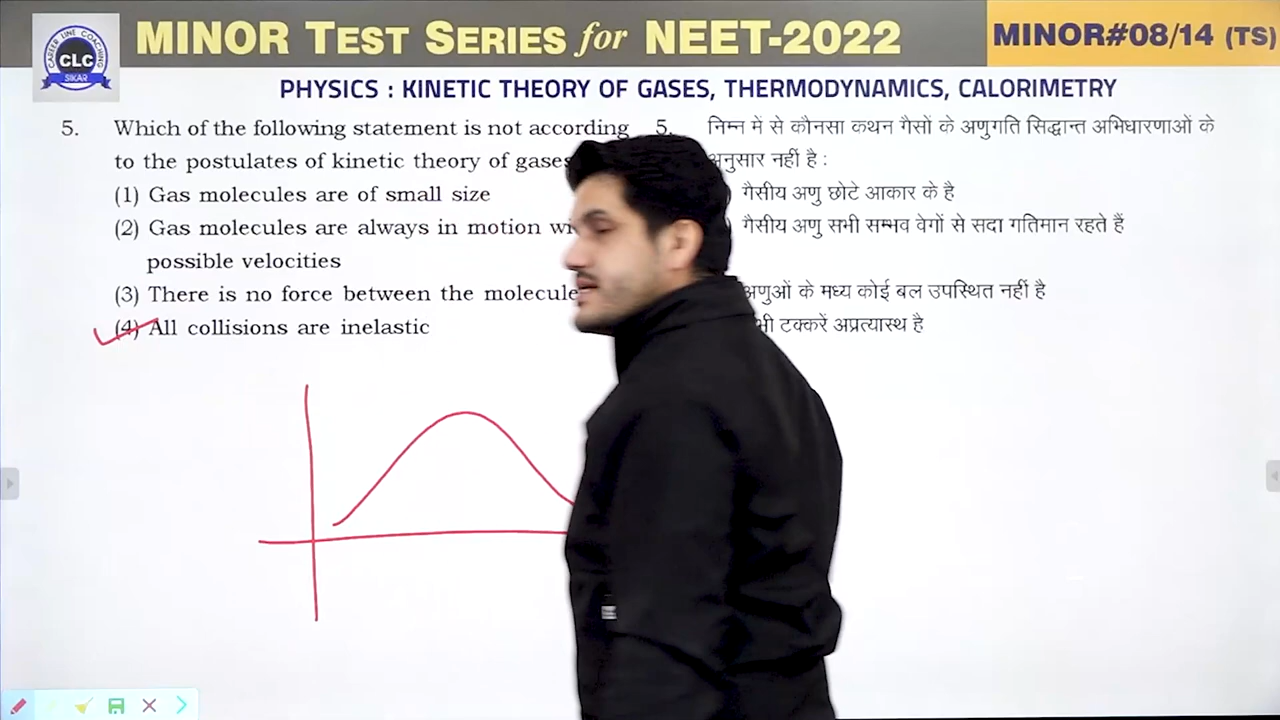 CAREER LINE COACHING
CLC
SIKAR
MINOR TEST SERIES for NEET-2022
MINOR#08/14 (TS)
PHYSICS : KINETIC THEORY OF GASES, THERMODYNAMICS, CALORIMETRY
5. Which of the following statement is not according
to the postulates of kinetic theory of gases
(1) Gas molecules are of small size
(2) Gas molecules are always in motion
possible velocities
(3) There is no force between the
(4) All collisions are inelastic
5. निम्न में से कौनसा कथन गैसों के अणुगति सिद्धान्त अभिधारणाओं के
अनुसार नहीं है :
गैसीय अणु छोटे आकार के है
गैसीय अणु सभी सम्भव वेगों से सदा गतिमान रहते हैं
अणुओं के मध्य कोई बल उपस्थित नहीं है
टक्करें अप्रत्यास्थ है